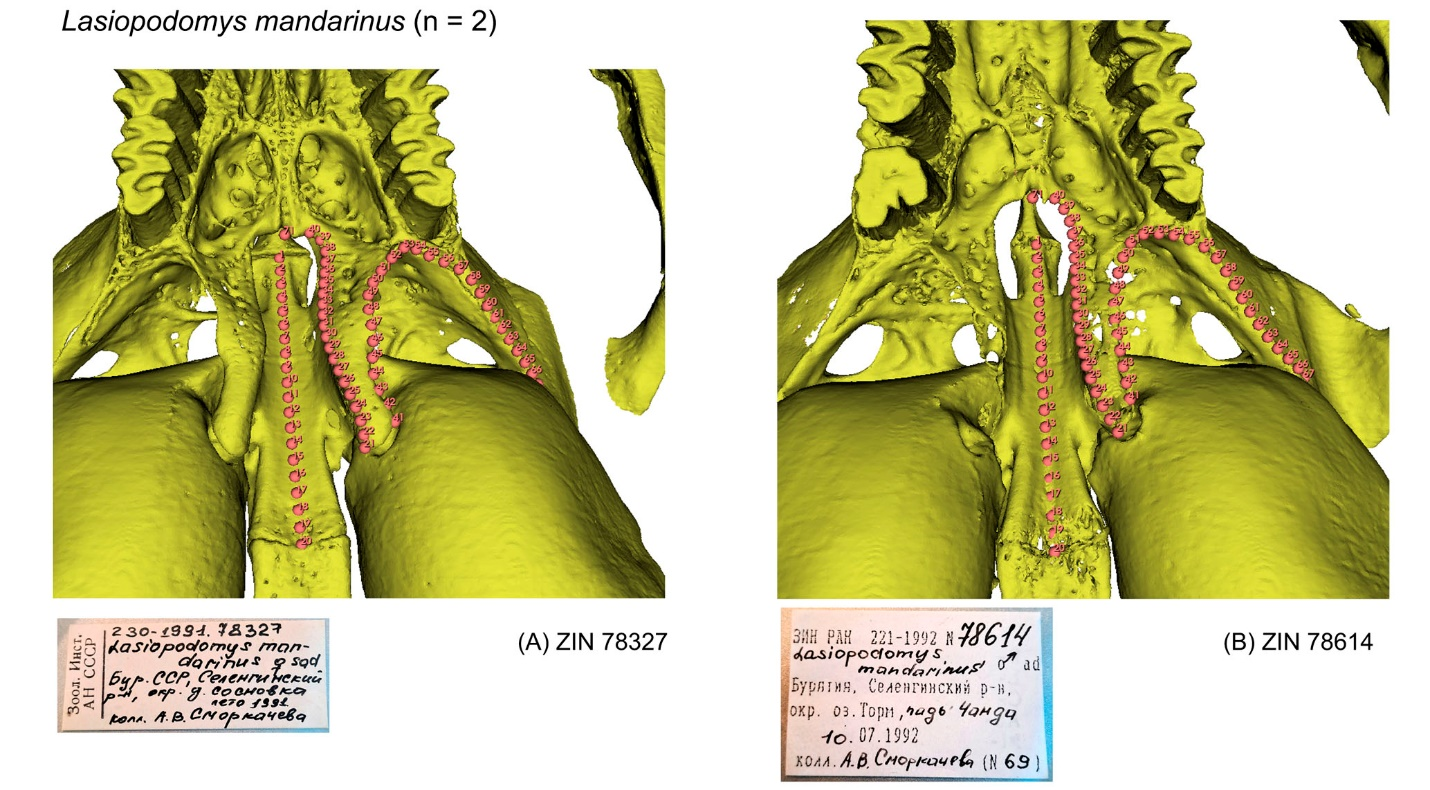 Lasiopodomys mandarinus (n = 2)
Зоол. Инст.
АН СССР
230-1991. 78327
Lasiopodomys man-
darinus ♀ sad
Бур. ССР, Селенгинский
р-н, окр. д. Сосновка
лето 1991
колл. А.В. Сморкачева
(A) ZIN 78327
ЗИН РАН 221-1992 N 78614
Lasiopodomys
mandarinus ♂ ad
Бурятия, Селенгинский р-н,
окр. оз. Торм, падь Чанда
10.07.1992
колл. А.В. Сморкачева (N 69)
(B) ZIN 78614